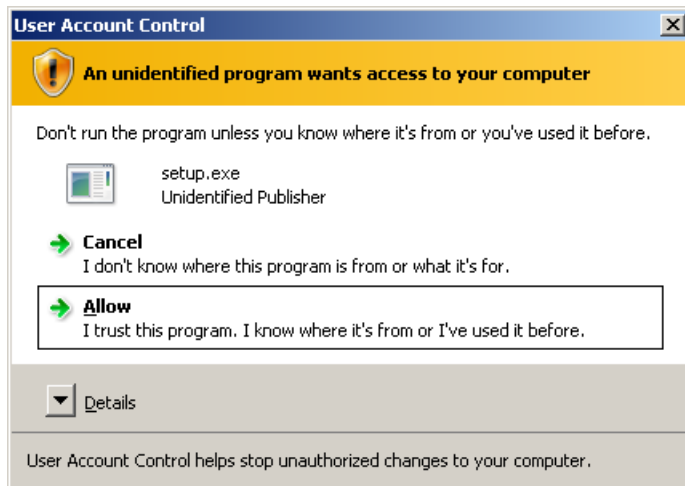 User Account Control
An unidentified program wants access to your computer
Don't run the program unless you know where it's from or you've used it before.
setup.exe
Unidentified Publisher
Cancel
I don't know where this program is from or what it's for.
Allow
I trust this program. I know where it's from or I've used it before.
Details
User Account Control helps stop unauthorized changes to your computer.